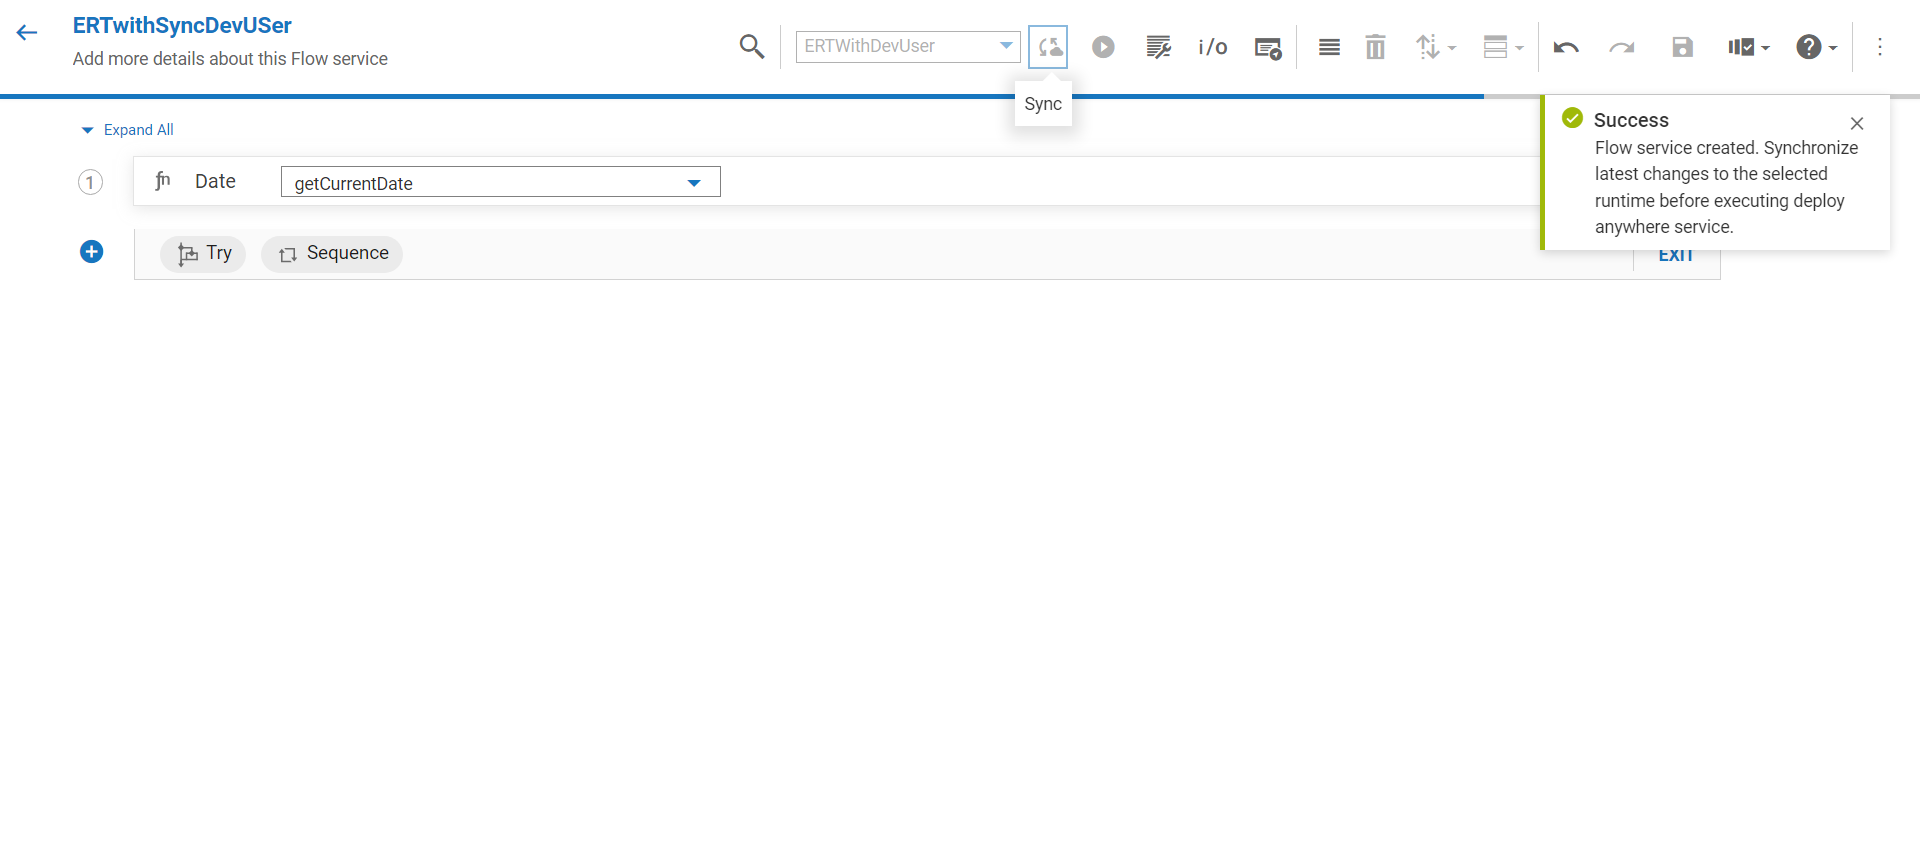 ERTwithSyncDevUSer
Add more details about this Flow service
ERTWithDevUser
i/o
Sync
Expand All
Success
Flow service created. Synchronize
latest changes to the selected
runtime before executing deploy
anywhere service.
1
fn Date getCurrentDate
Try Sequence
EXIT